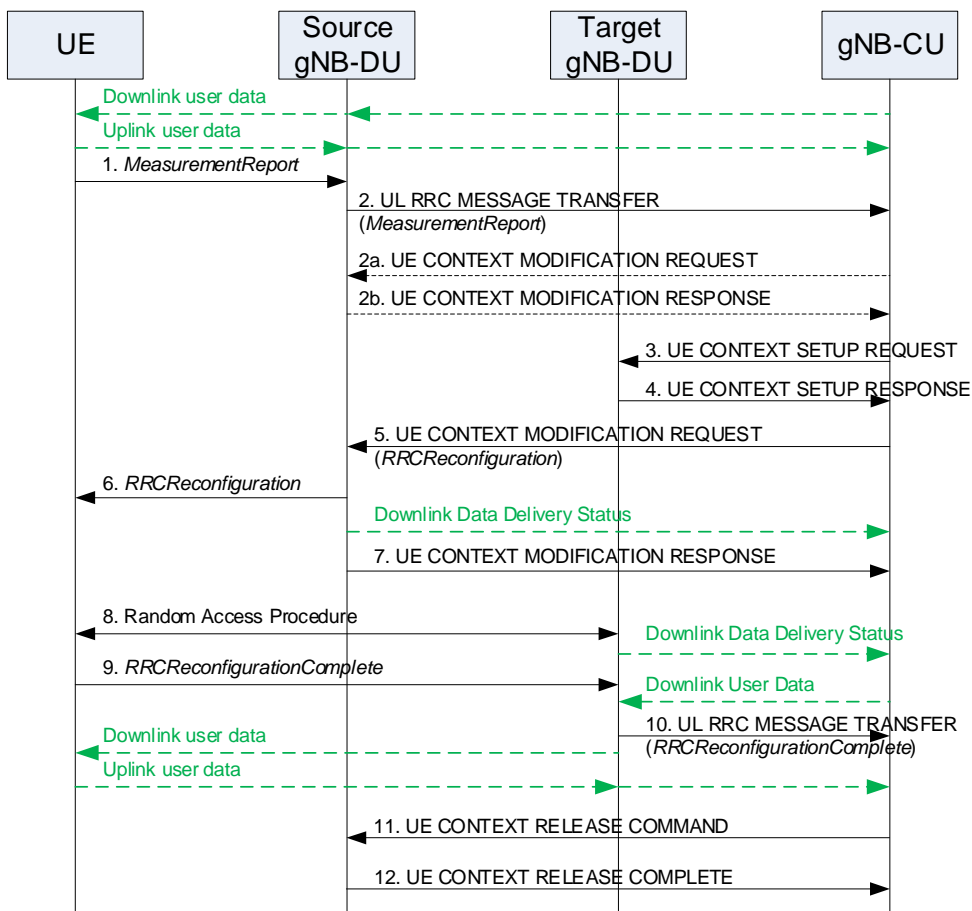 UE
Source
gNB-DU
Target
gNB-DU
gNB-CU
Downlink user data
Uplink user data
1. MeasurementReport
2. UL RRC MESSAGE TRANSFER
(MeasurementReport)
2a. UE CONTEXT MODIFICATION REQUEST
2b. UE CONTEXT MODIFICATION RESPONSE
3. UE CONTEXT SETUP REQUEST
4. UE CONTEXT SETUP RESPONSE
5. UE CONTEXT MODIFICATION REQUEST
(RRCReconfiguration)
6. RRCReconfiguration
Downlink Data Delivery Status
7. UE CONTEXT MODIFICATION RESPONSE
8. Random Access Procedure
Downlink Data Delivery Status
9. RRCReconfigurationComplete
Downlink User Data
10. UL RRC MESSAGE TRANSFER
(RRCReconfigurationComplete)
Downlink user data
Uplink user data
11. UE CONTEXT RELEASE COMMAND
12. UE CONTEXT RELEASE COMPLETE